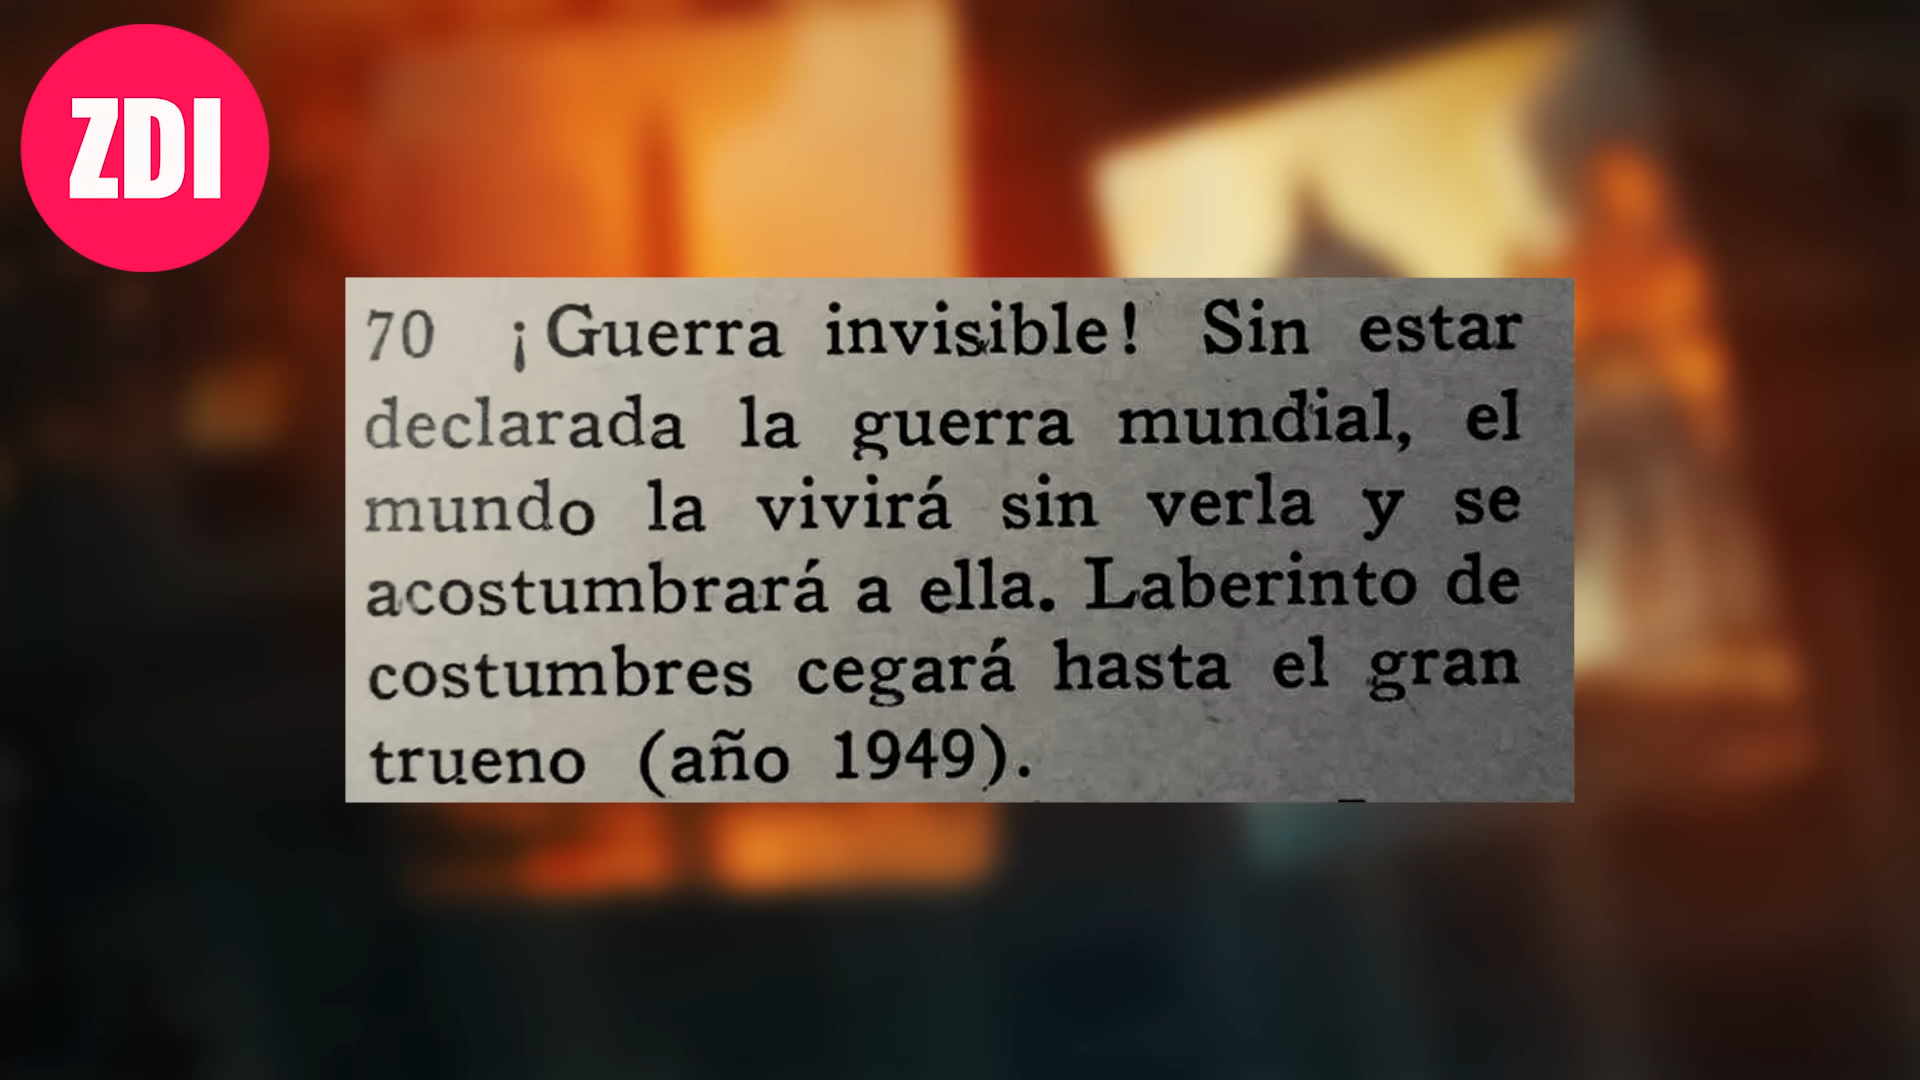 ZDI
70 ¡Guerra invisible! Sin estar
declarada la guerra mundial, el
mundo la vivirá sin verla y se
acostumbrará a ella. Laberinto de
costumbres cegará hasta el gran
trueno (año 1949).